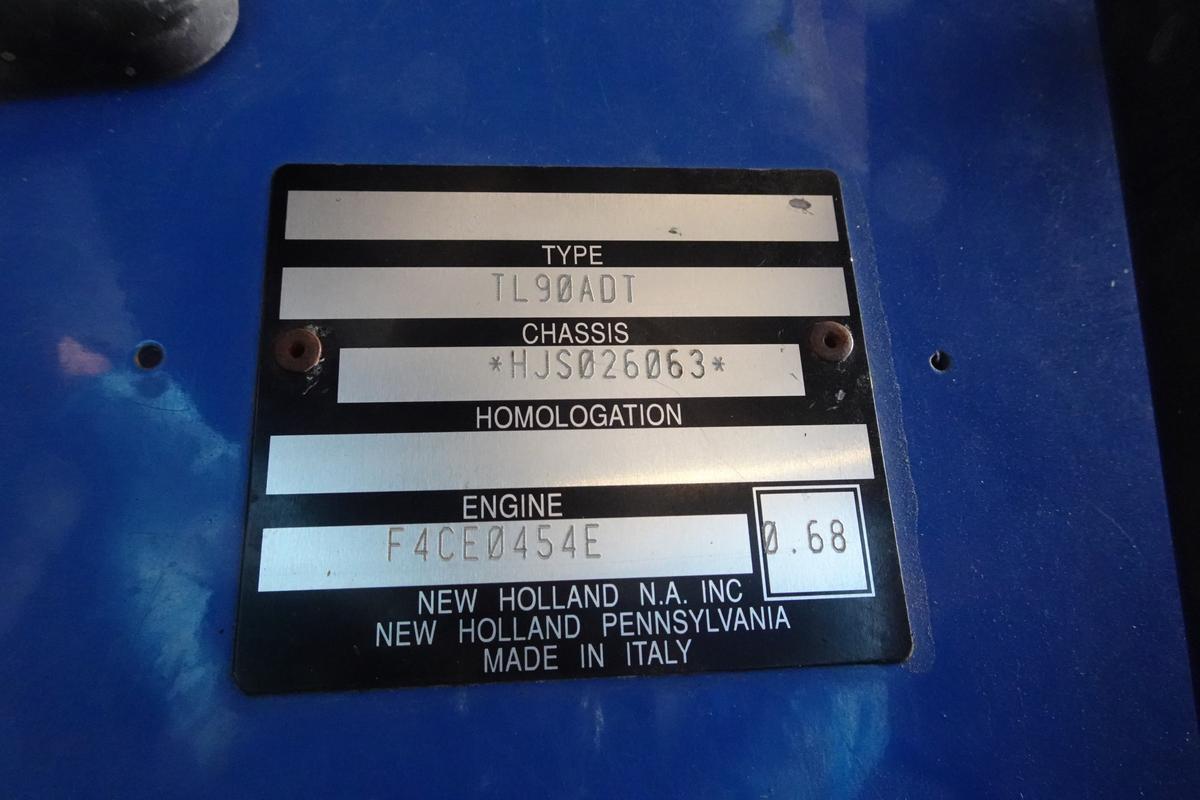 TYPE
TL90ADT
CHASSIS
*HJS026063*
HOMOLOGATION
ENGINE
F4CE0454E 0.68
NEW HOLLAND N.A. INC
NEW HOLLAND PENNSYLVANIA
MADE IN ITALY